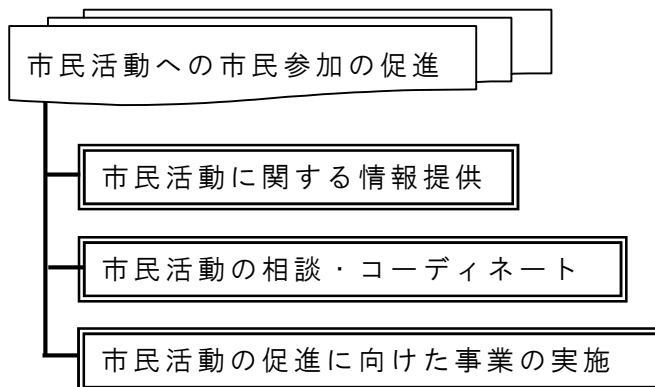 市民活動への市民参加の促進
市民活動に関する情報提供
市民活動の相談・コーディネート
市民活動の促進に向けた事業の実施